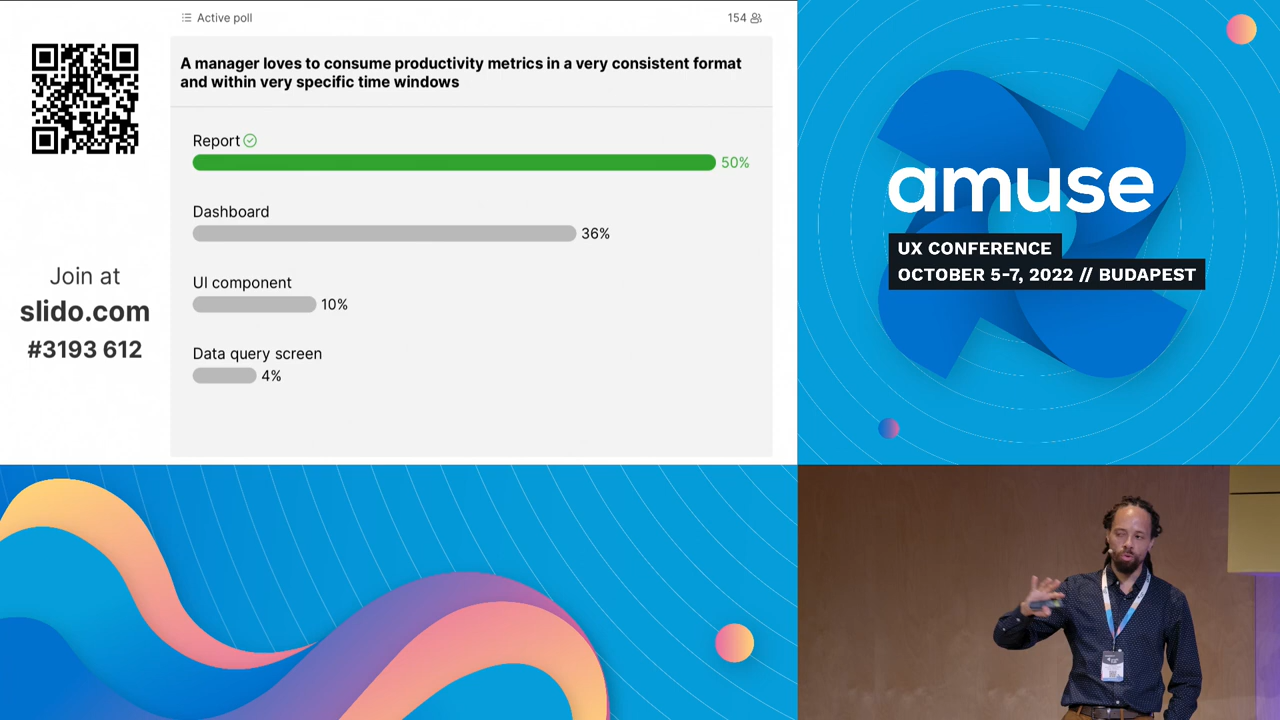 Active poll
154
A manager loves to consume productivity metrics in a very consistent format
and within very specific time windows
Report
50%
Dashboard
36%
UI component
10%
Data query screen
4%
Join at
slido.com
#3193 612
amuse
UX CONFERENCE
OCTOBER 5-7, 2022 // BUDAPEST